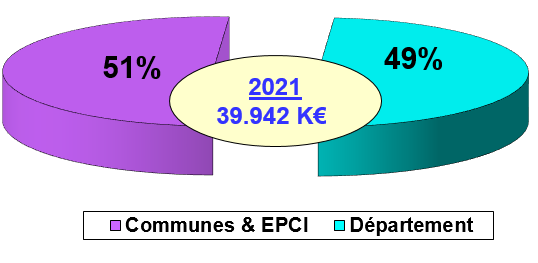 51%
49%
2021
39.942 K€
Communes & EPCI Département